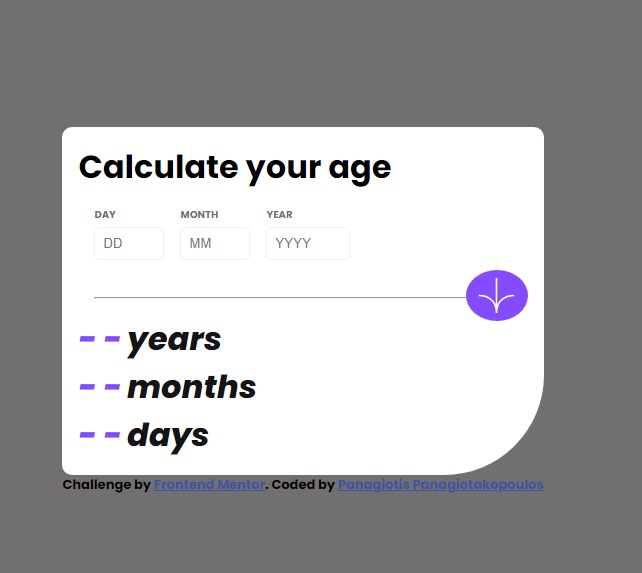 Calculate your age
DAY MONTH YEAR
DD MM YYYY
- - years
- - months
- - days
Challenge by Frontend Mentor. Coded by Panagiotis Panagiotakopoulos